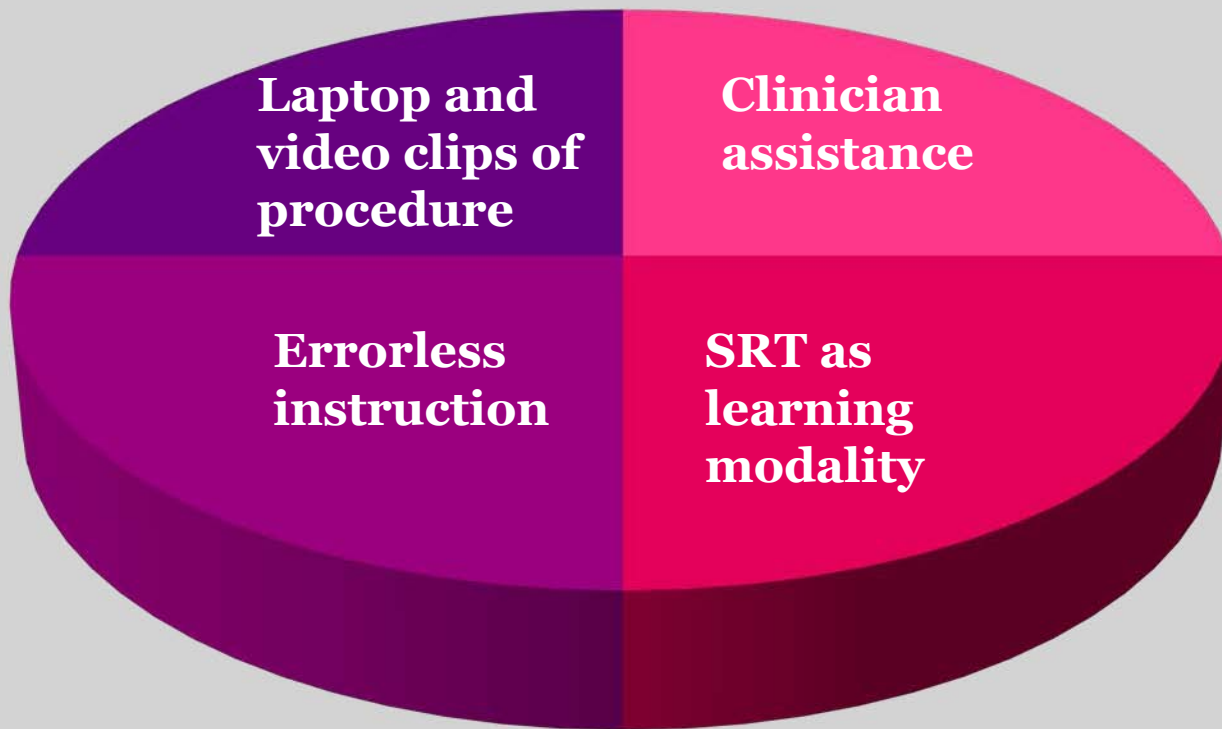 Laptop and
video clips of
procedure
Clinician
assistance
Errorless
instruction
SRT as
learning
modality